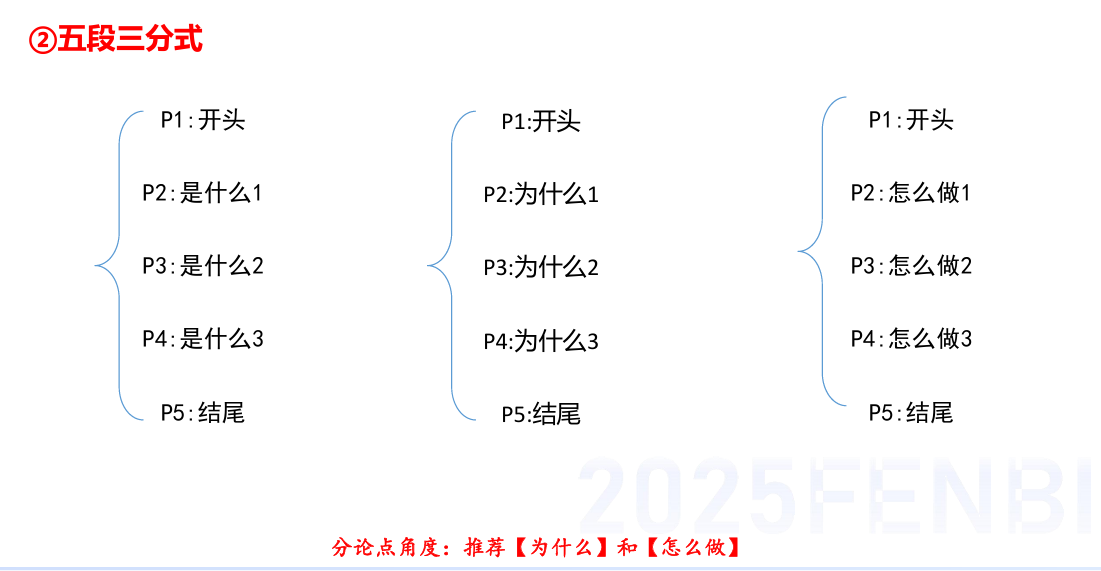 ②五段三分式
P1:开头
P2:是什么1
P3:是什么2
P4:是什么3
P5:结尾
P1:开头
P2:为什么1
P3:为什么2
P4:为什么3
P5:结尾
P1:开头
P2:怎么做1
P3:怎么做2
P4:怎么做3
P5:结尾
2025FENBI
分论点角度：推荐【为什么】和【怎么做】